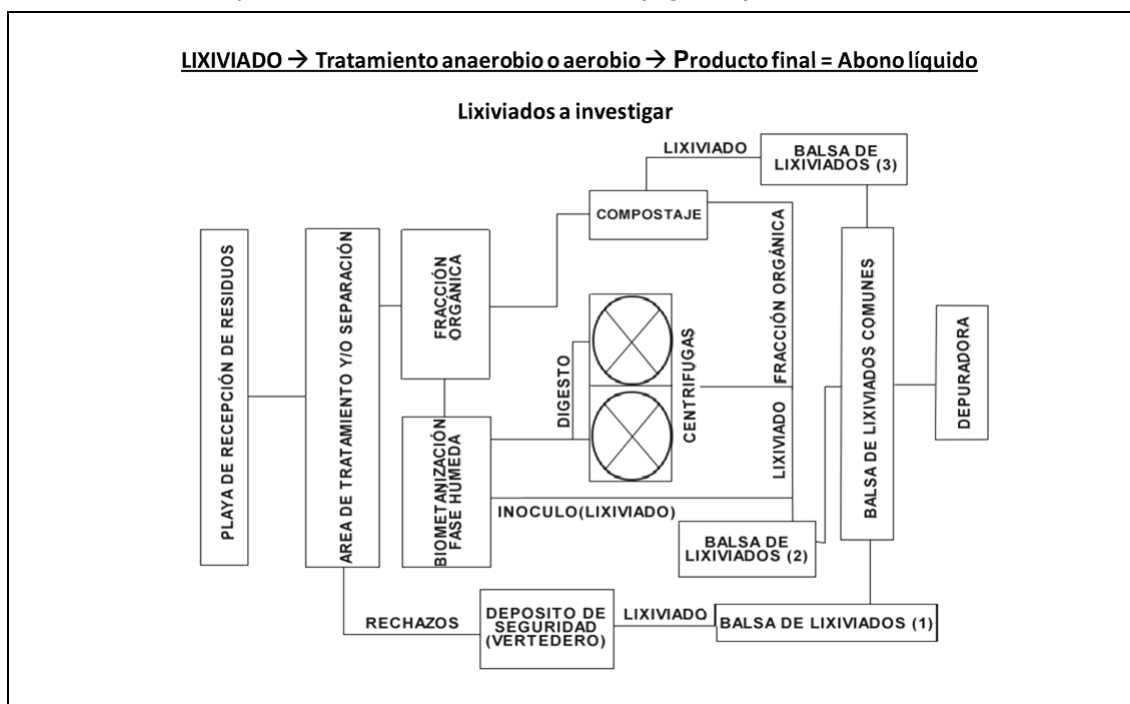 LIXIVIADO → Tratamiento anaerobio o aerobio → Producto final = Abono líquido
Lixiviados a investigar
PLAYA DE RECEPCIÓN DE RESIDUOS
AREA DE TRATAMIENTO Y/O SEPARACIÓN
FRACCIÓN
ORGÁNICA
BIOMETANIZACIÓN
FASE HÚMEDA
COMPOSTAJE
LIXIVIADO
BALSA DE
LIXIVIADOS (3)
DIGESTO
CENTRIFUGAS
FRACCIÓN ORGÁNICA
LIXIVIADO
INOCULO(LIXIVIADO)
BALSA DE
LIXIVIADOS (2)
BALSA DE LIXIVIADOS COMUNES
DEPURADORA
RECHAZOS
DEPOSITO DE
SEGURIDAD
(VERTEDERO)
LIXIVIADO
BALSA DE LIXIVIADOS (1)